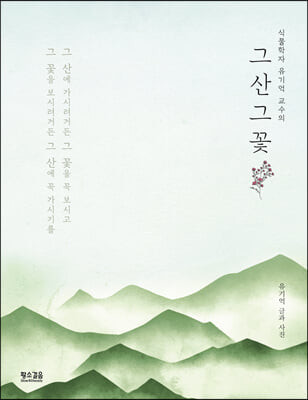 식물학자 유기억 교수의
그 산 그 꽃
그 산에 가시려거든 그 꽃을 꼭 보시고
그 꽃을 보시려거든 그 산에 꼭 가시기를
유기억 글과 사진
황소걸음
Slow&Steady